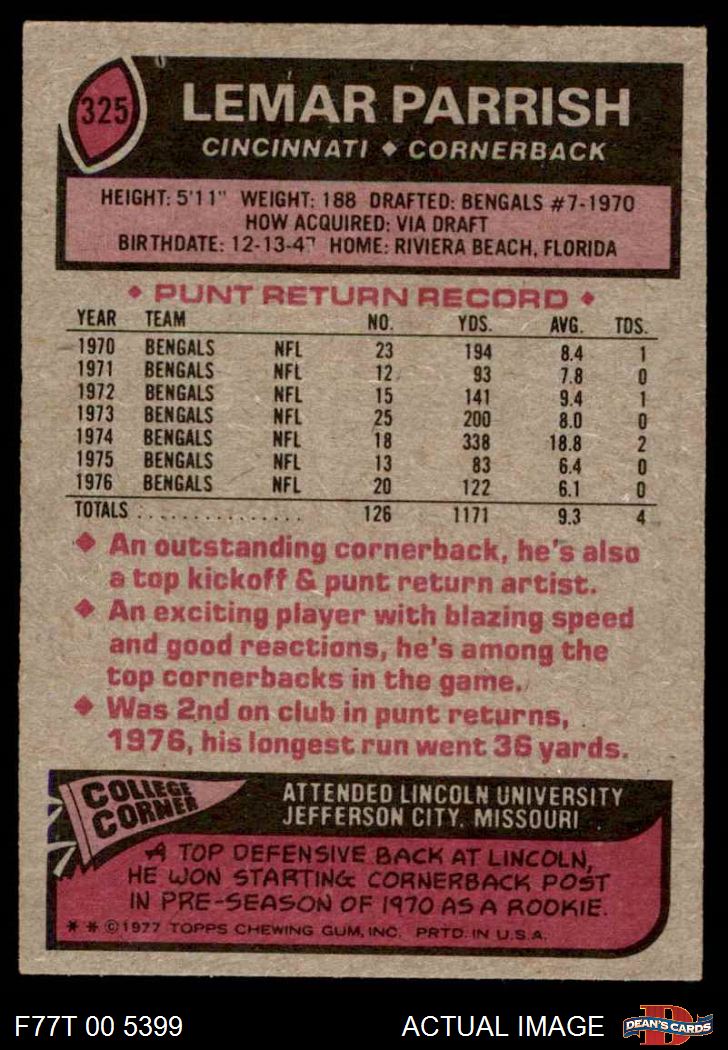 325
LEMAR PARRISH
CINCINNATI ◆ CORNERBACK
HEIGHT: 5'11" WEIGHT: 188 DRAFTED: BENGALS #7-1970
HOW ACQUIRED: VIA DRAFT
BIRTHDATE: 12-13-47 HOME: RIVIERA BEACH, FLORIDA
◆ PUNT RETURN RECORD ◆
YEAR TEAM NO. YDS. AVG. TDS.
1970 BENGALS NFL 23 194 8.4 1
1971 BENGALS NFL 12 93 7.8 0
1972 BENGALS NFL 15 141 9.4 1
1973 BENGALS NFL 25 200 8.0 0
1974 BENGALS NFL 18 338 18.8 2
1975 BENGALS NFL 13 83 6.4 0
1976 BENGALS NFL 20 122 6.1 0
TOTALS ................ 126 1171 9.3 4
◆ An outstanding cornerback, he's also
a top kickoff & punt return artist.
◆ An exciting player with blazing speed
and good reactions, he's among the
top cornerbacks in the game.
◆ Was 2nd on club in punt returns,
1976, his longest run went 36 yards.
COLLEGE
CORNER
ATTENDED LINCOLN UNIVERSITY
JEFFERSON CITY, MISSOURI
A TOP DEFENSIVE BACK AT LINCOLN,
HE WON STARTING CORNERBACK POST
IN PRE-SEASON OF 1970 AS A ROOKIE.
* * ©1977 TOPPS CHEWING GUM, INC. PRTD. IN U.S.A.
F77T 00 5399 ACTUAL IMAGE
D
DEAN'S CARDS